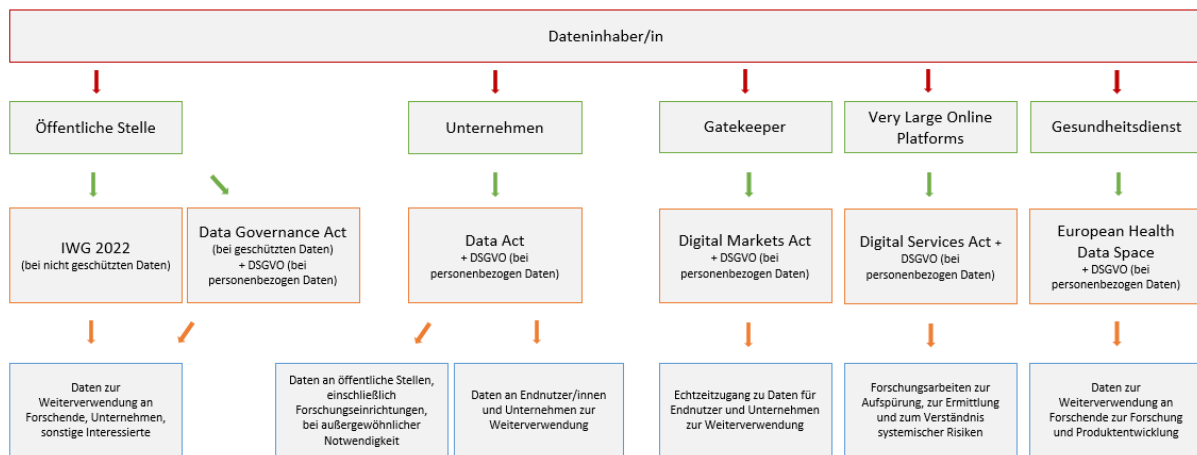 Dateninhaber/in
Öffentliche Stelle
Unternehmen
Gatekeeper
Very Large Online
Platforms
Gesundheitsdienst
IWG 2022
(bei nicht geschützten Daten)
Data Governance Act
(bei geschützten Daten)
+ DSGVO (bei
personenbezogen Daten)
Data Act
+ DSGVO (bei
personenbezogen Daten)
Digital Markets Act
+ DSGVO (bei
personenbezogen Daten)
Digital Services Act +
DSGVO (bei
personenbezogen Daten)
European Health
Data Space
+ DSGVO (bei
personenbezogen Daten)
Daten zur
Weiterverwendung an
Forschende, Unternehmen,
sonstige Interessierte
Daten an öffentliche Stellen,
einschließlich
Forschungseinrichtungen,
bei außergewöhnlicher
Notwendigkeit
Daten an Endnutzer/innen
und Unternehmen zur
Weiterverwendung
Echtzeitzugang zu Daten für
Endnutzer und Unternehmen
zur Weiterverwendung
Forschungsarbeiten zur
Aufspürung, zur Ermittlung
und zum Verständnis
systemischer Risiken
Daten zur
Weiterverwendung an
Forschende zur Forschung
und Produktentwicklung